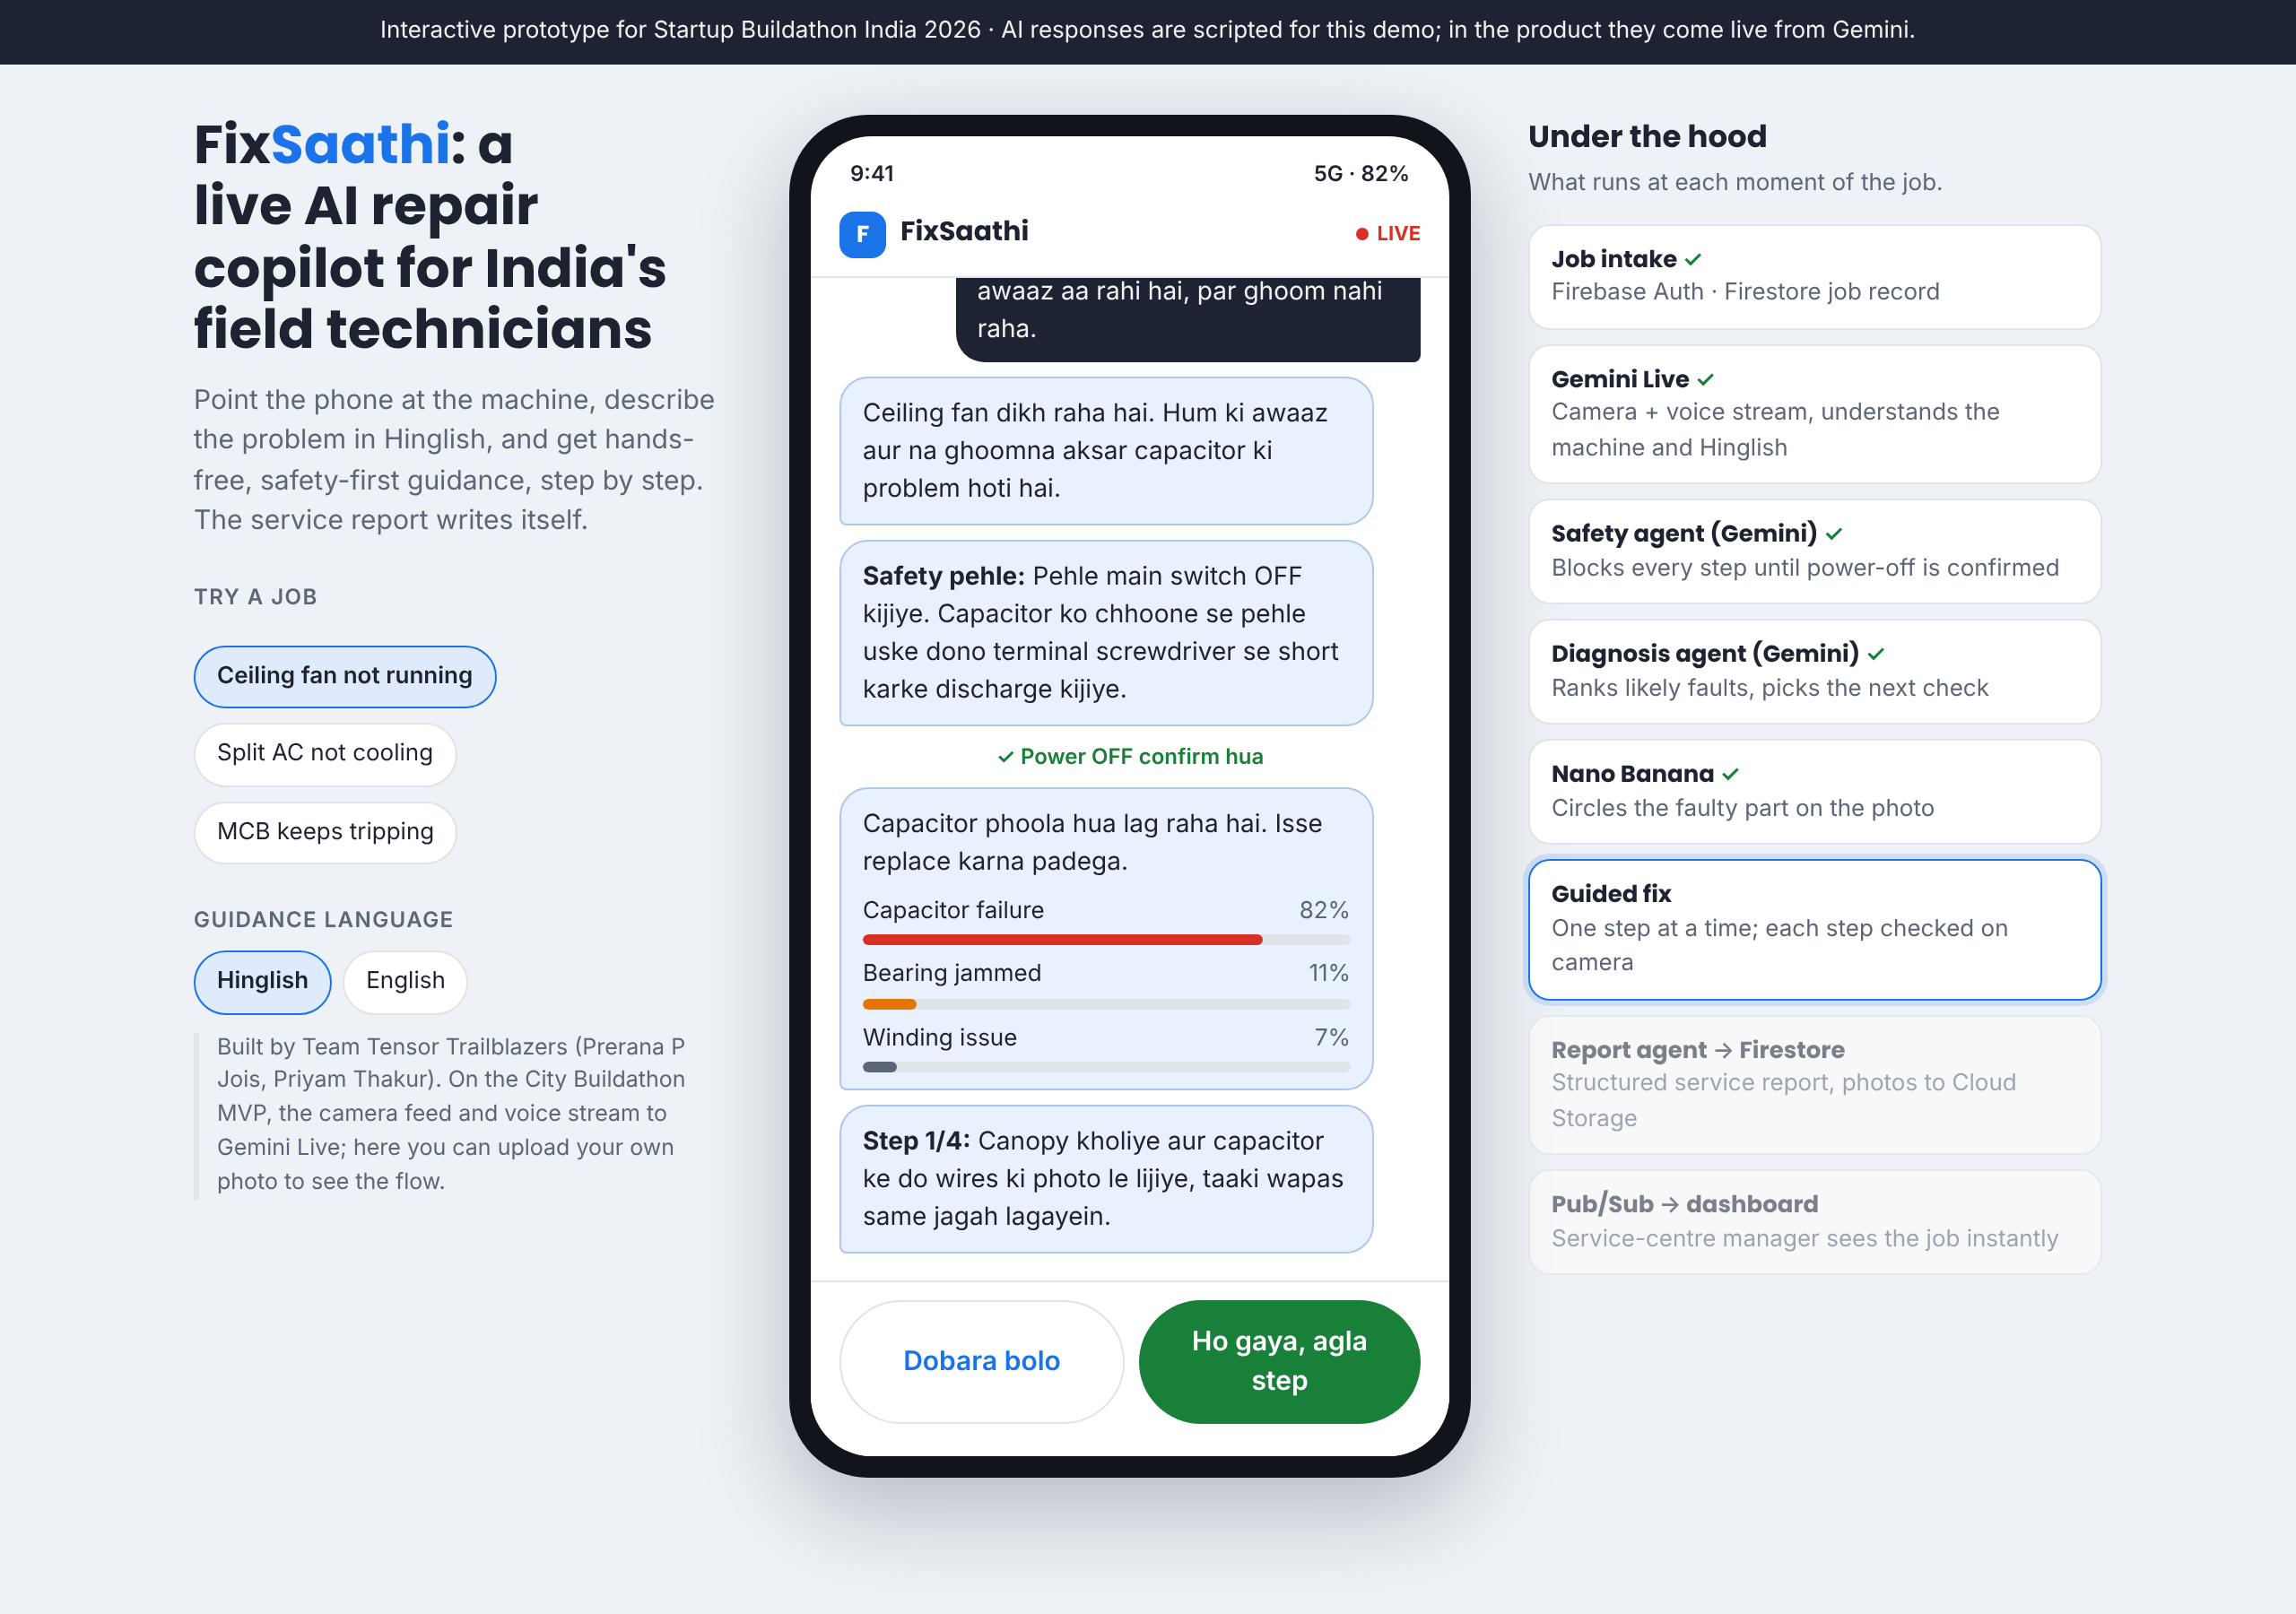 Interactive prototype for Startup Buildathon India 2026 · AI responses are scripted for this demo; in the product they come live from Gemini.
FixSaathi: a
live AI repair
copilot for India's
field technicians
Point the phone at the machine, describe
the problem in Hinglish, and get hands-
free, safety-first guidance, step by step.
The service report writes itself.
TRY A JOB
Ceiling fan not running
Split AC not cooling
MCB keeps tripping
GUIDANCE LANGUAGE
Hinglish English
Built by Team Tensor Trailblazers (Prerana P
Jois, Priyam Thakur). On the City Buildathon
MVP, the camera feed and voice stream to
Gemini Live; here you can upload your own
photo to see the flow.
9:41 5G · 82%
F FixSaathi LIVE
awaaz aa rahi hai, par ghoom nahi
raha.
Ceiling fan dikh raha hai. Hum ki awaaz
aur na ghoomna aksar capacitor ki
problem hoti hai.
Safety pehle: Pehle main switch OFF
kijiye. Capacitor ko chhoone se pehle
uske dono terminal screwdriver se short
karke discharge kijiye.
✓ Power OFF confirm hua
Capacitor phoola hua lag raha hai. Isse
replace karna padega.
Capacitor failure 82%
Bearing jammed 11%
Winding issue 7%
Step 1/4: Canopy kholiye aur capacitor
ke do wires ki photo le lijiye, taaki wapas
same jagah lagayein.
Dobara bolo
Ho gaya, agla
step
Under the hood
What runs at each moment of the job.
Job intake ✓
Firebase Auth · Firestore job record
Gemini Live ✓
Camera + voice stream, understands the
machine and Hinglish
Safety agent (Gemini) ✓
Blocks every step until power-off is confirmed
Diagnosis agent (Gemini) ✓
Ranks likely faults, picks the next check
Nano Banana ✓
Circles the faulty part on the photo
Guided fix
One step at a time; each step checked on
camera
Report agent → Firestore
Structured service report, photos to Cloud
Storage
Pub/Sub → dashboard
Service-centre manager sees the job instantly